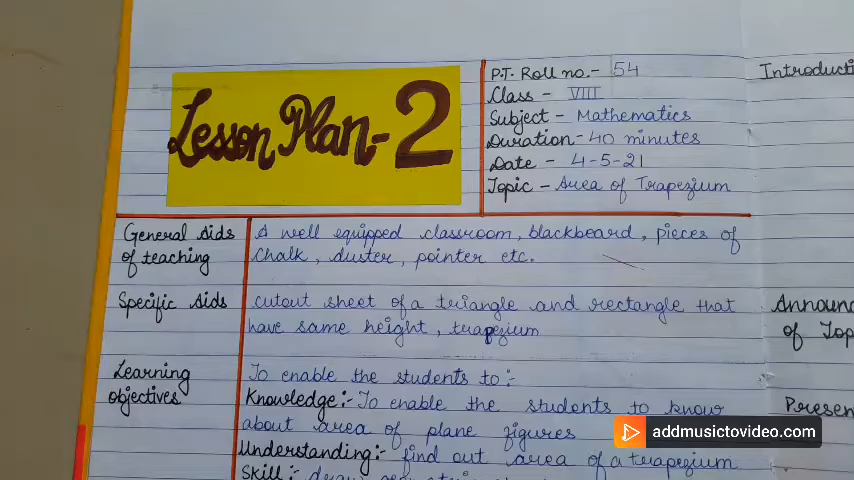 Lesson Plan-2
P.T. Roll no.- 54
Class - VIII
Subject - Mathematics
Duration - 40 minutes
Date - 4-5-21
Topic - Area of Trapezium
Introducti
General Aids
of teaching
A well equipped classroom, blackboard, pieces of
chalk, duster, pointer etc.
Specific Aids
cutout sheet of a triangle and rectangle that
have same height, trapezium
Announc
of Top
Learning
objectives
To enable the students to :-
Knowledge :- To enable the students to know
about area of plane figures
Understanding :- find out area of a trapezium
Skill :- draw
Presen
addmusictovideo.com